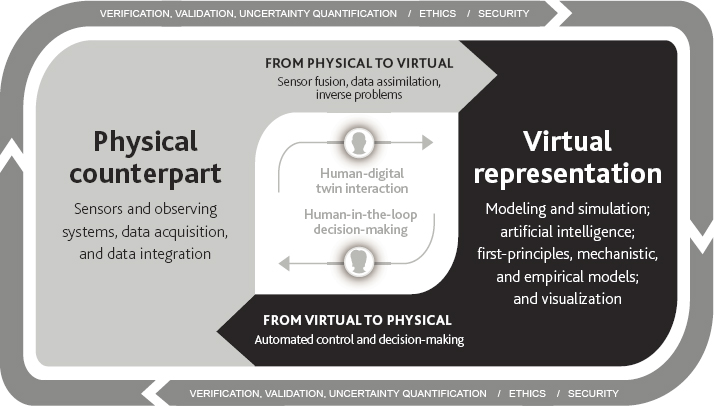 VERIFICATION, VALIDATION, UNCERTAINTY QUANTIFICATION / ETHICS / SECURITY
FROM PHYSICAL TO VIRTUAL
Sensor fusion, data assimilation,
inverse problems
Physical
counterpart
Sensors and observing
systems, data acquisition,
and data integration
Human-digital
twin interaction
Human-in-the-loop
decision-making
Virtual
representation
Modeling and simulation;
artificial intelligence;
first-principles, mechanistic,
and empirical models;
and visualization
FROM VIRTUAL TO PHYSICAL
Automated control and decision-making
VERIFICATION, VALIDATION, UNCERTAINTY QUANTIFICATION / ETHICS / SECURITY